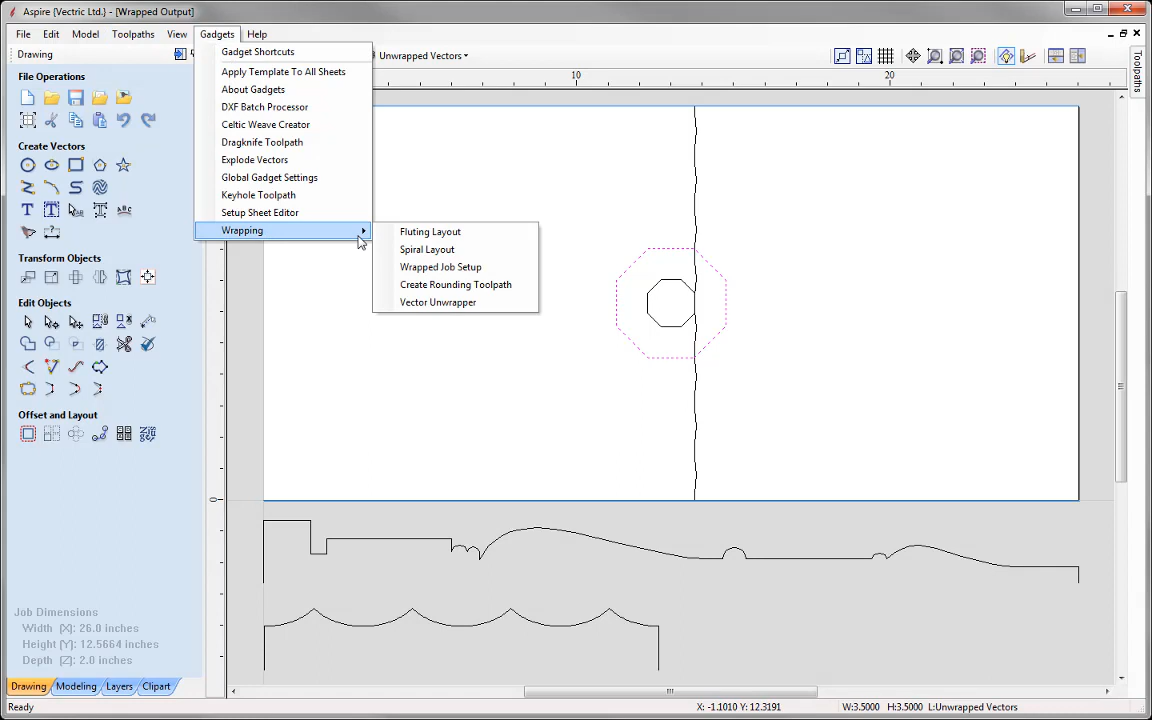 Aspire {Vectric Ltd.} - [Wrapped Output]
File Edit Model Toolpaths View Gadgets Help
Drawing
Unwrapped Vectors
Toolpaths
File Operations
Create Vectors
Transform Objects
Edit Objects
Offset and Layout
Gadget Shortcuts
Apply Template To All Sheets
About Gadgets
DXF Batch Processor
Celtic Weave Creator
Dragknife Toolpath
Explode Vectors
Global Gadget Settings
Keyhole Toolpath
Setup Sheet Editor
Wrapping
Fluting Layout
Spiral Layout
Wrapped Job Setup
Create Rounding Toolpath
Vector Unwrapper
10 20
0
Job Dimensions
Width (X): 26.0 inches
Height (Y): 12.5664 inches
Depth (Z): 2.0 inches
Drawing Modeling Layers Clipart
Ready X: -1.1010 Y: 12.3191 W:3.5000 H:3.5000 L:Unwrapped Vectors